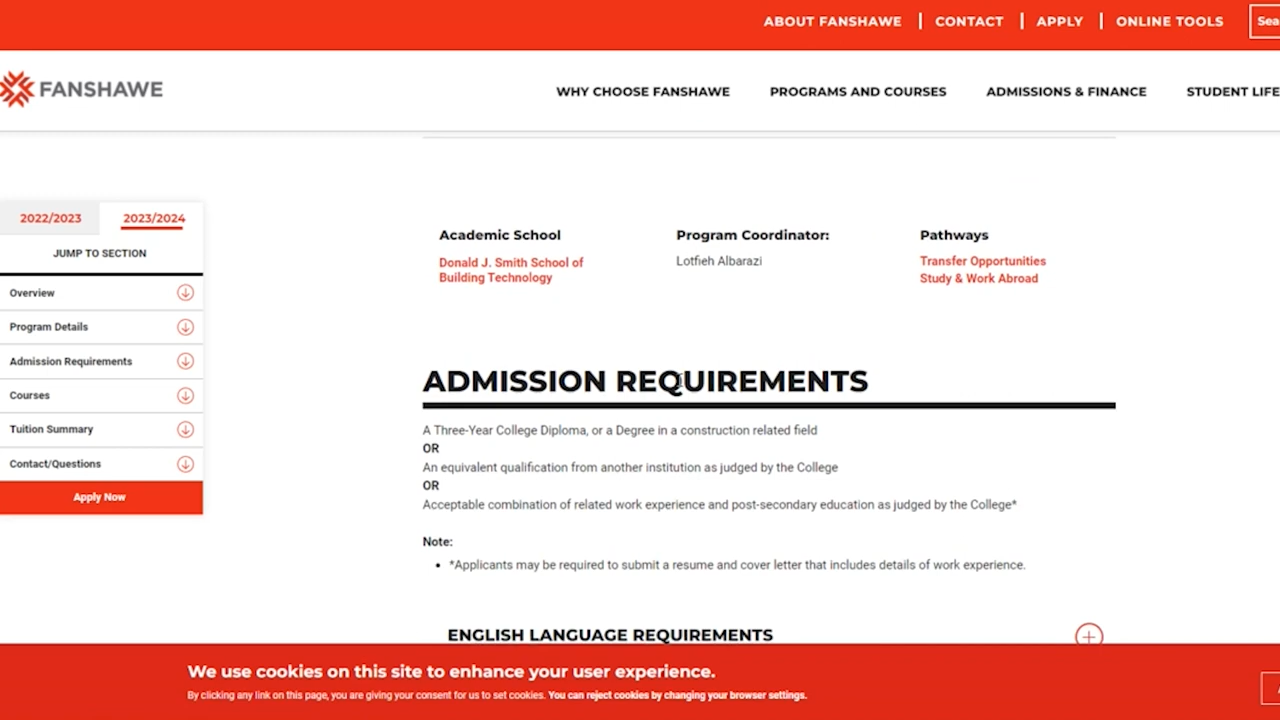 ABOUT FANSHAWE | CONTACT | APPLY | ONLINE TOOLS
FANSHAWE
WHY CHOOSE FANSHAWE PROGRAMS AND COURSES ADMISSIONS & FINANCE STUDENT LIFE
2022/2023 2023/2024
JUMP TO SECTION
Overview
Program Details
Admission Requirements
Courses
Tuition Summary
Contact/Questions
Apply Now
Academic School
Donald J. Smith School of
Building Technology
Program Coordinator:
Lotfieh Albarazi
Pathways
Transfer Opportunities
Study & Work Abroad
ADMISSION REQUIREMENTS
A Three-Year College Diploma, or a Degree in a construction related field
OR
An equivalent qualification from another institution as judged by the College
OR
Acceptable combination of related work experience and post-secondary education as judged by the College*
Note:
• *Applicants may be required to submit a resume and cover letter that includes details of work experience.
ENGLISH LANGUAGE REQUIREMENTS
We use cookies on this site to enhance your user experience.
By clicking any link on this page, you are giving your consent for us to set cookies. You can reject cookies by changing your browser settings.